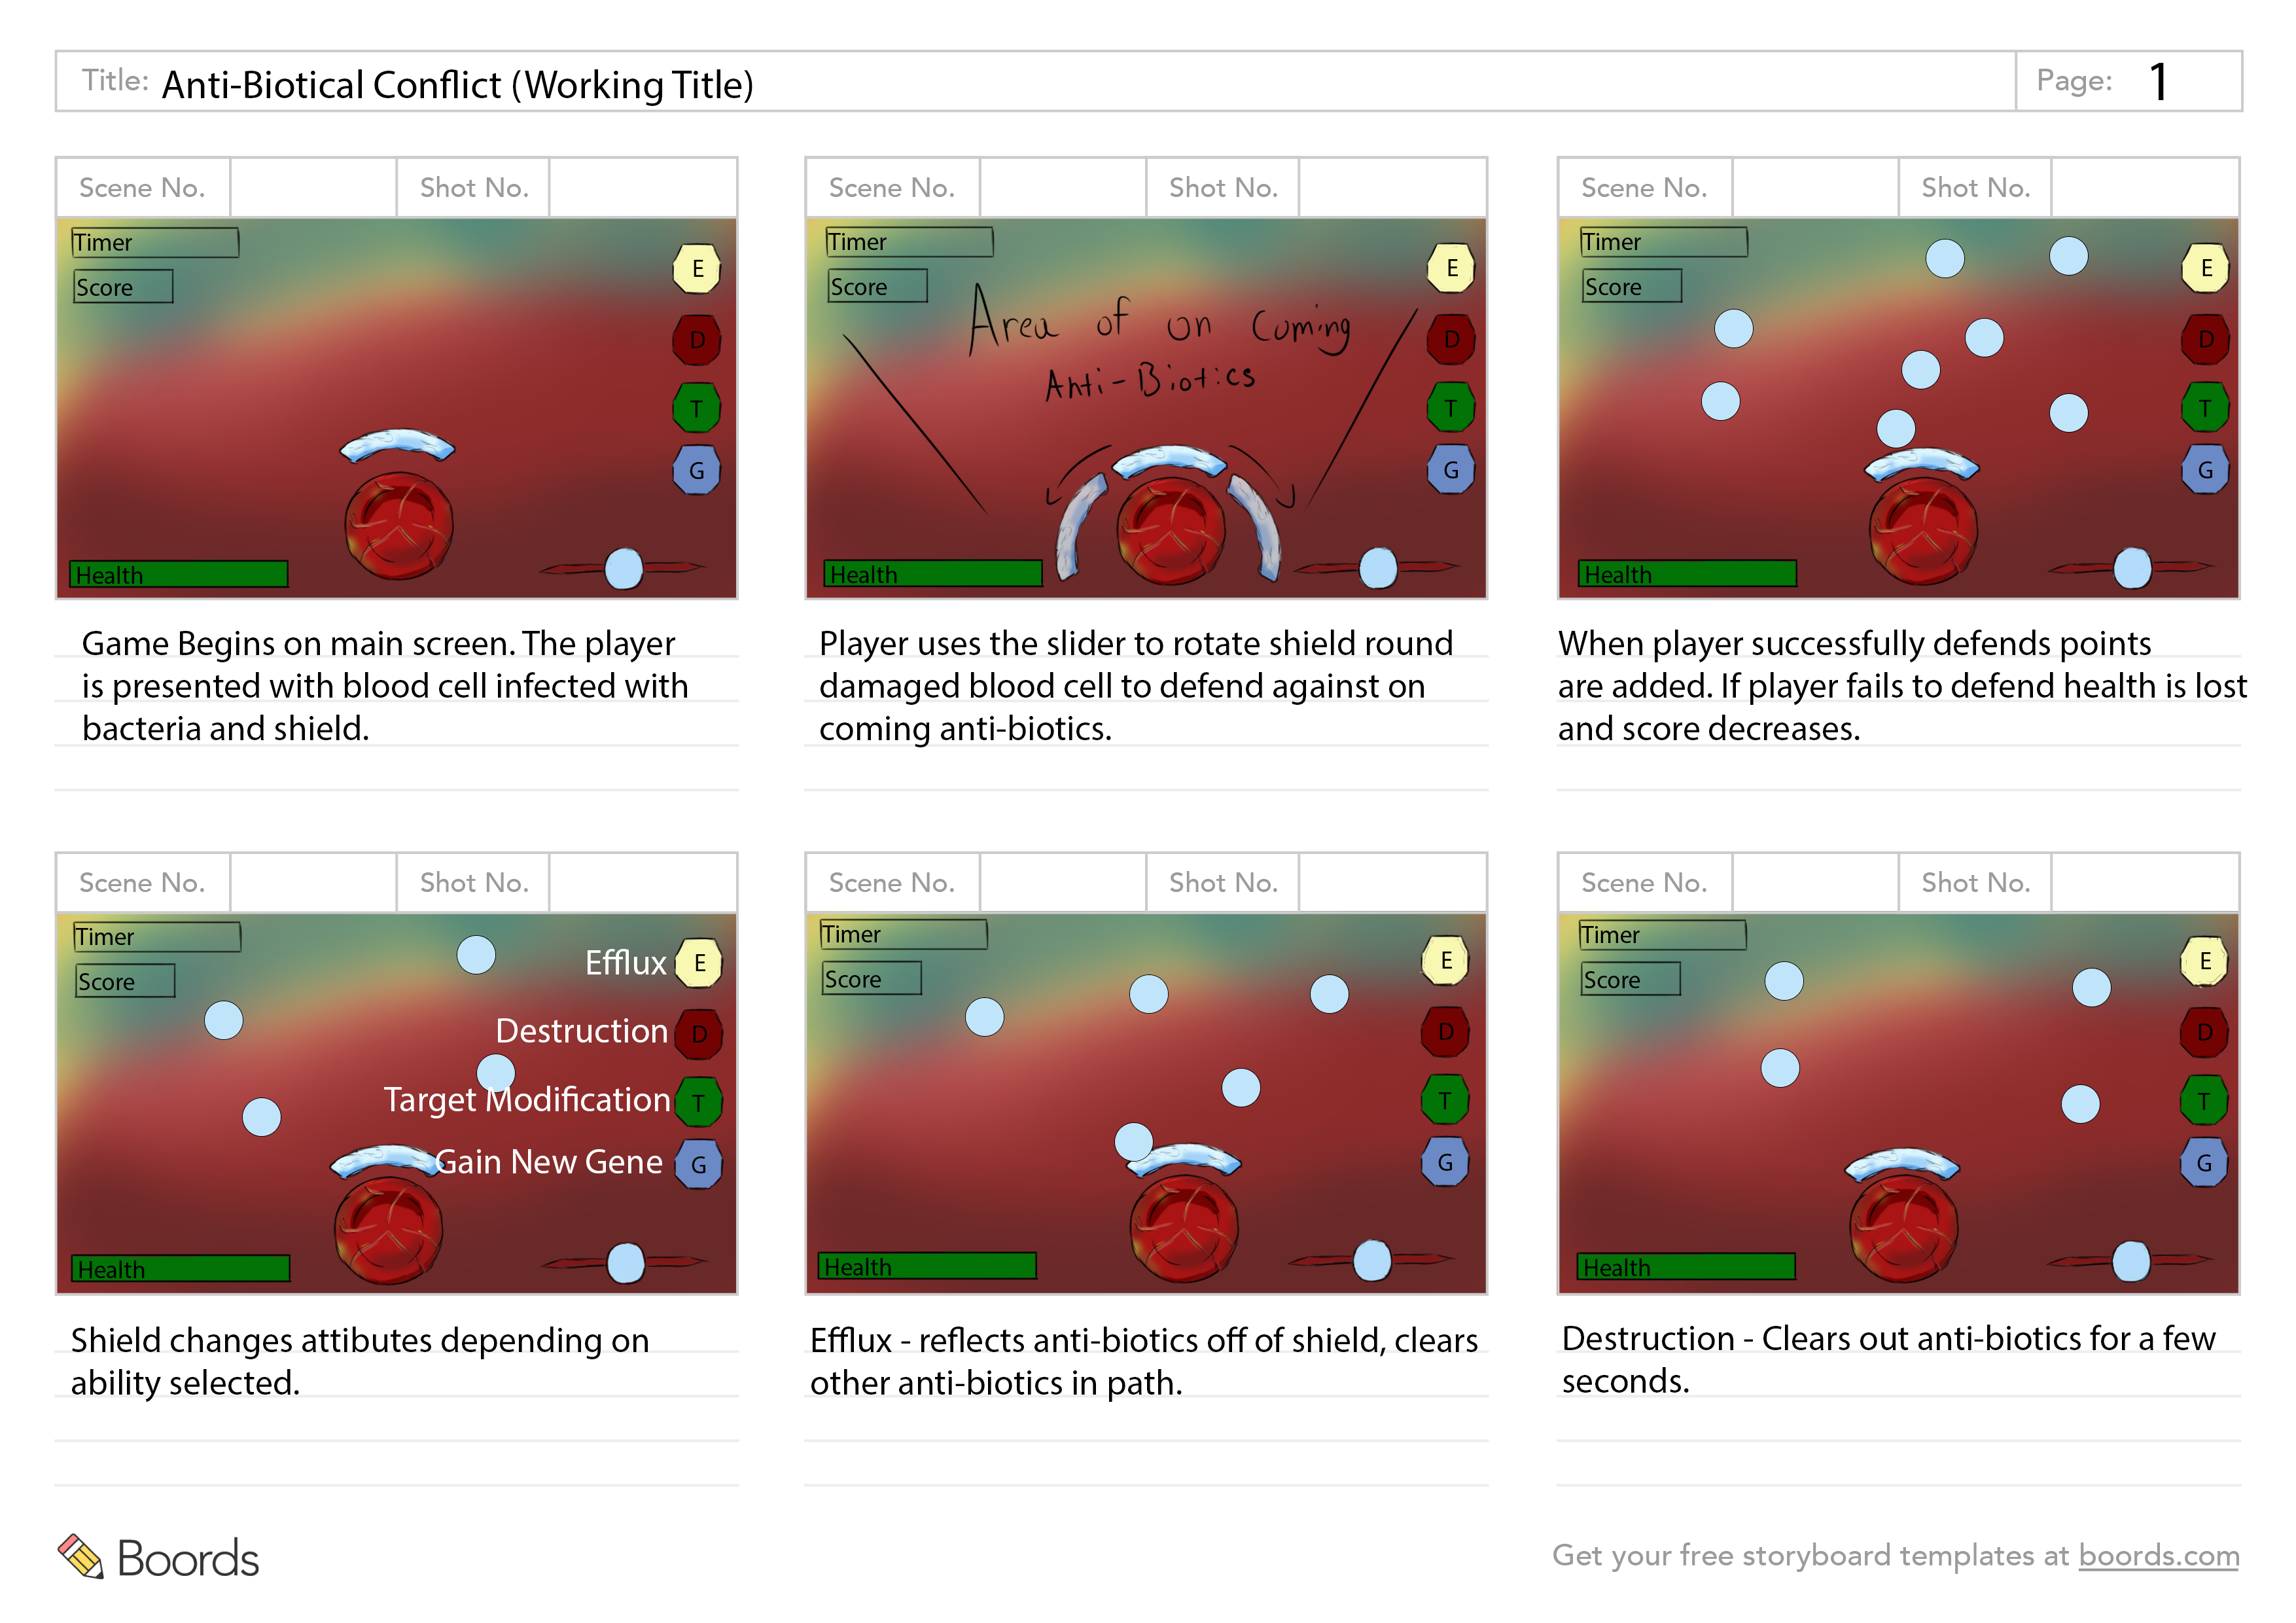 Title: Anti-Biotical Conflict (Working Title)
Page: 1
Scene No. Shot No.
Timer
Score
E
D
T
G
Health
Game Begins on main screen. The player
is presented with blood cell infected with
bacteria and shield.
Scene No. Shot No.
Timer
Score
Area of on Coming
Anti-Biotics
E
D
T
G
Health
Player uses the slider to rotate shield round
damaged blood cell to defend against on
coming anti-biotics.
Scene No. Shot No.
Timer
Score
E
D
T
G
Health
When player successfully defends points
are added. If player fails to defend health is lost
and score decreases.
Scene No. Shot No.
Timer
Score
Efflux E
Destruction D
Target Modification T
Gain New Gene G
Health
Shield changes attibutes depending on
ability selected.
Scene No. Shot No.
Timer
Score
E
D
T
G
Health
Efflux - reflects anti-biotics off of shield, clears
other anti-biotics in path.
Scene No. Shot No.
Timer
Score
E
D
T
G
Health
Destruction - Clears out anti-biotics for a few
seconds.
Boords
Get your free storyboard templates at boords.com